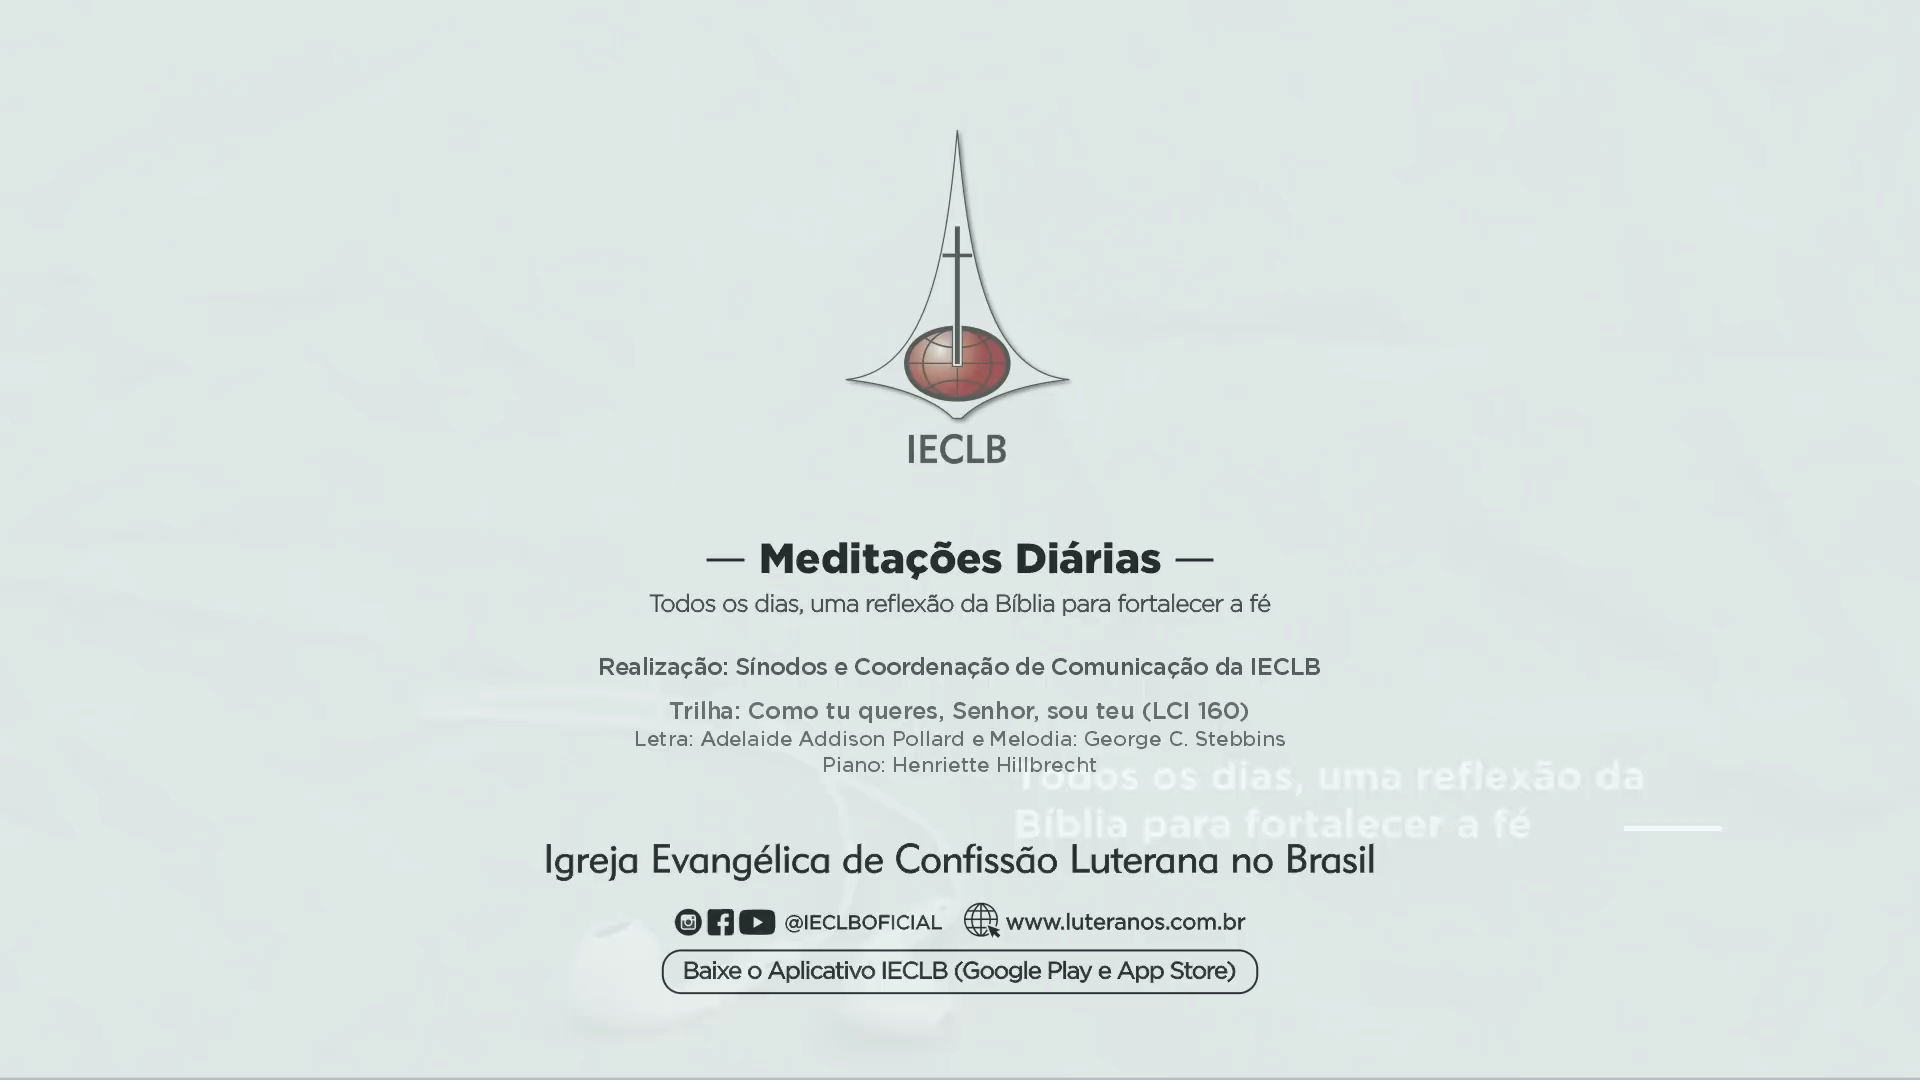 IECLB
— Meditações Diárias —
Todos os dias, uma reflexão da Bíblia para fortalecer a fé
Realização: Sínodos e Coordenação de Comunicação da IECLB
Trilha: Como tu queres, Senhor, sou teu (LCI 160)
Letra: Adelaide Addison Pollard e Melodia: George C. Stebbins
Piano: Henriette Hillbrecht
Todos os dias, uma reflexão da
Bíblia para fortalecer a fé
Igreja Evangélica de Confissão Luterana no Brasil
@IECLBOFICIAL www.luteranos.com.br
Baixe o Aplicativo IECLB (Google Play e App Store)